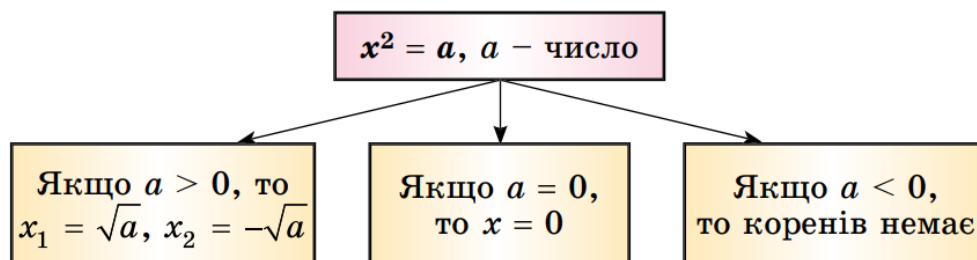 x² = a, a – число
Якщо a > 0, то
x₁ = √a, x₂ = –√a
Якщо a = 0,
то x = 0
Якщо a < 0,
то коренів немає